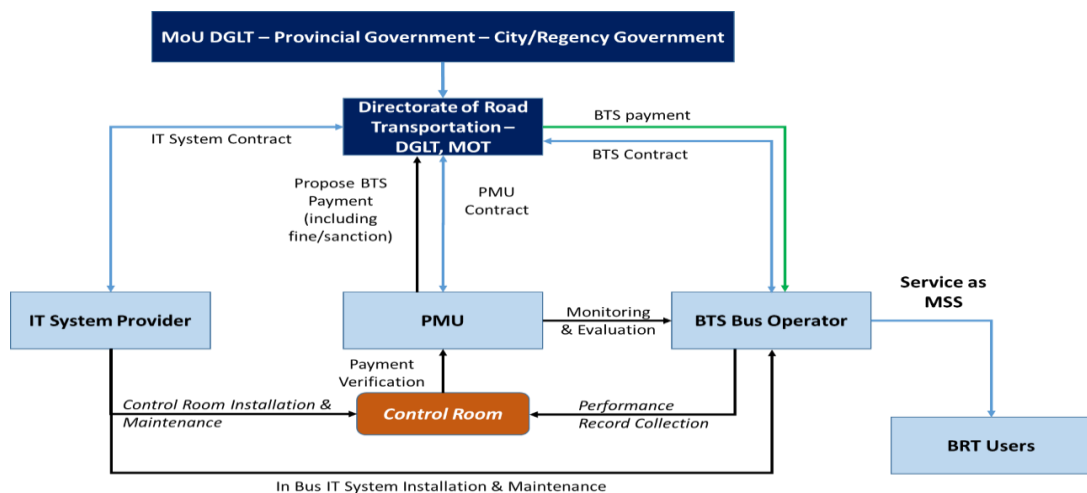 MoU DGLT – Provincial Government – City/Regency Government
Directorate of Road
Transportation –
DGLT, MOT
IT System Contract
BTS payment
BTS Contract
Propose BTS
Payment
(including
fine/sanction)
PMU
Contract
Service as
MSS
IT System Provider
PMU
Monitoring
& Evaluation
BTS Bus Operator
Payment
Verification
Control Room Installation &
Maintenance
Control Room
Performance
Record Collection
BRT Users
In Bus IT System Installation & Maintenance